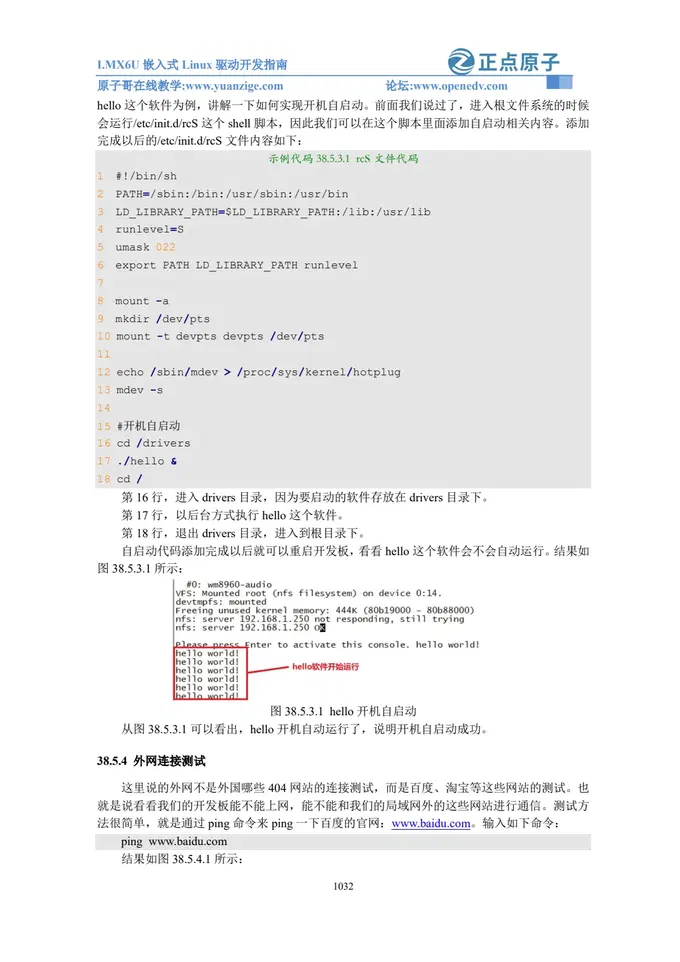 I.MX6U 嵌入式 Linux 驱动开发指南
正点原子
原子哥在线教学:www.yuanzige.com 论坛:www.openedv.com
hello 这个软件为例，讲解一下如何实现开机自启动。前面我们说过了，进入根文件系统的时候
会运行/etc/init.d/rcS 这个 shell 脚本，因此我们可以在这个脚本里面添加自启动相关内容。添加
完成以后的/etc/init.d/rcS 文件内容如下：
示例代码 38.5.3.1 rcS 文件代码
1 #!/bin/sh
2 PATH=/sbin:/bin:/usr/sbin:/usr/bin
3 LD_LIBRARY_PATH=$LD_LIBRARY_PATH:/lib:/usr/lib
4 runlevel=S
5 umask 022
6 export PATH LD_LIBRARY_PATH runlevel
7
8 mount -a
9 mkdir /dev/pts
10 mount -t devpts devpts /dev/pts
11
12 echo /sbin/mdev > /proc/sys/kernel/hotplug
13 mdev -s
14
15 #开机自启动
16 cd /drivers
17 ./hello &
18 cd /
第 16 行，进入 drivers 目录，因为要启动的软件存放在 drivers 目录下。
第 17 行，以后台方式执行 hello 这个软件。
第 18 行，退出 drivers 目录，进入到根目录下。
自启动代码添加完成以后就可以重启开发板，看看 hello 这个软件会不会自动运行。结果如
图 38.5.3.1 所示：
#0: wm8960-audio
VFS: Mounted root (nfs filesystem) on device 0:14.
devtmpfs: mounted
Freeing unused kernel memory: 444K (80b19000 - 80b88000)
nfs: server 192.168.1.250 not responding, still trying
nfs: server 192.168.1.250 OK
Please press Enter to activate this console. hello world!
hello world!
hello world!
hello world!
hello world!
hello world!
hello world!
hello软件开始运行
图 38.5.3.1 hello 开机自启动
从图 38.5.3.1 可以看出，hello 开机自动运行了，说明开机自启动成功。
38.5.4 外网连接测试
这里说的外网不是外国哪些 404 网站的连接测试，而是百度、淘宝等这些网站的测试。也
就是说看看我们的开发板能不能上网，能不能和我们的局域网外的这些网站进行通信。测试方
法很简单，就是通过 ping 命令来 ping 一下百度的官网：www.baidu.com。输入如下命令：
ping www.baidu.com
结果如图 38.5.4.1 所示：
1032